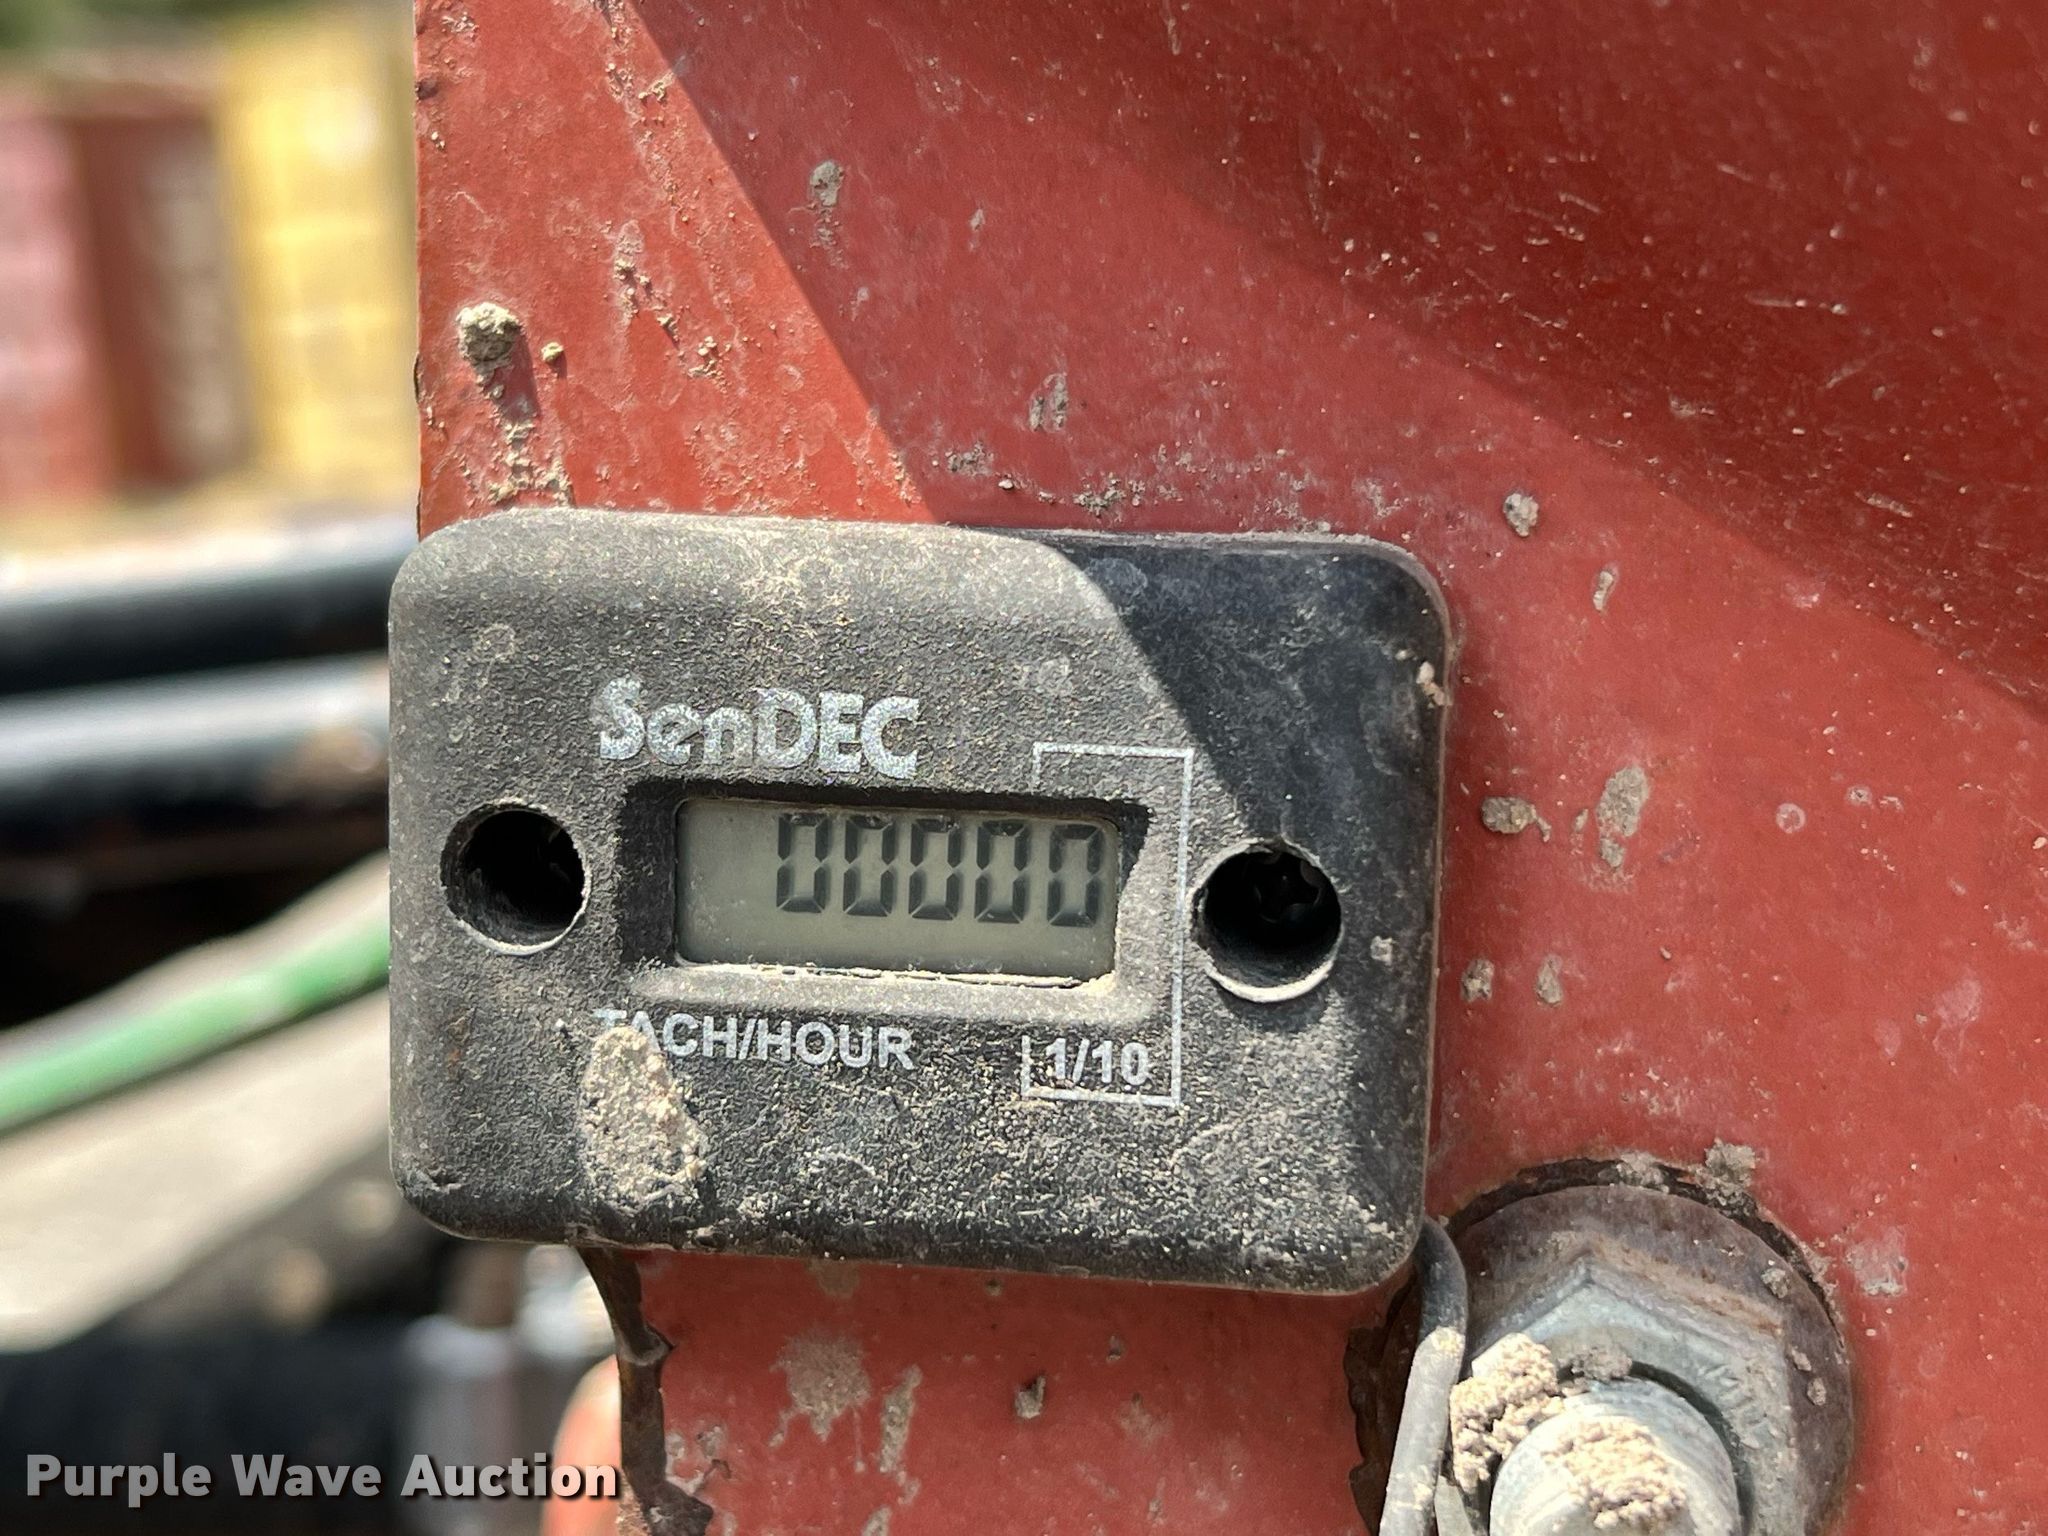 SenDEC
00000
TACH/HOUR
1/10
Purple Wave Auction